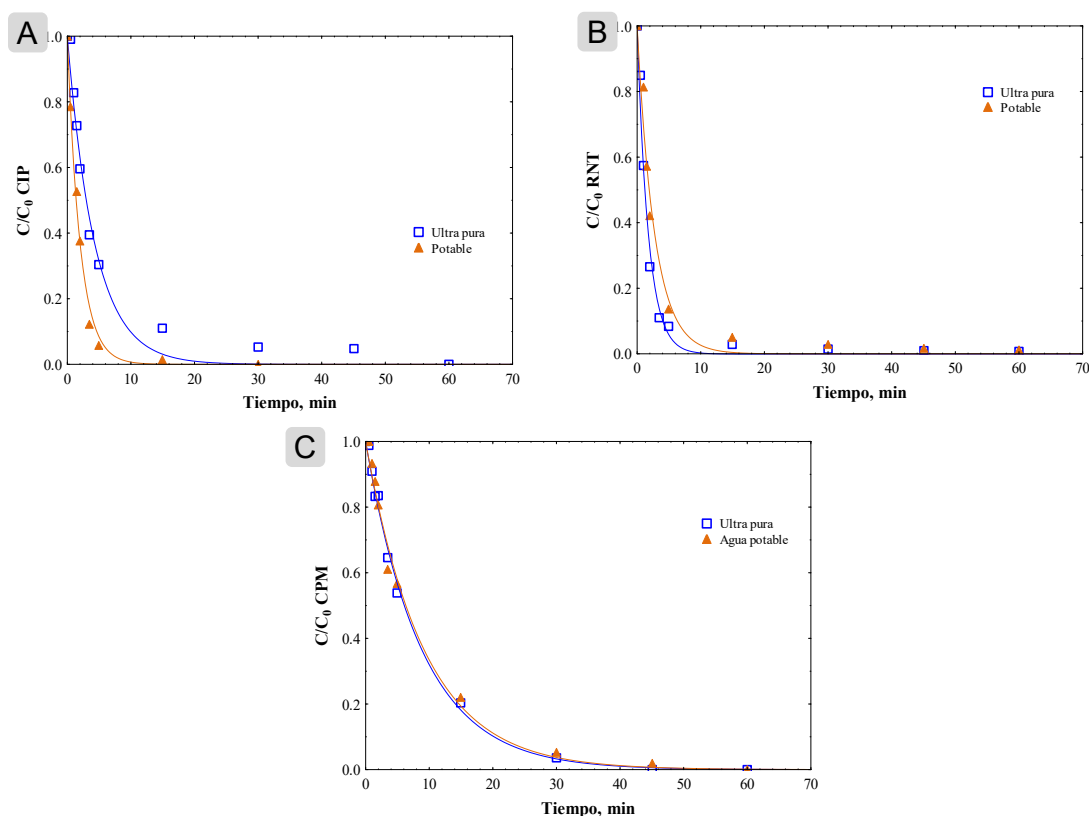 A
C/C₀ CIP
1.0
0.8
0.6
0.4
0.2
0.0
Ultra pura
Potable
0 10 20 30 40 50 60 70
Tiempo, min
B
C/C₀ RNT
1.0
0.8
0.6
0.4
0.2
0.0
Ultra pura
Potable
0 10 20 30 40 50 60 70
Tiempo, min
C
C/C₀ CPM
1.0
0.8
0.6
0.4
0.2
0.0
Ultra pura
Agua potable
0 10 20 30 40 50 60 70
Tiempo, min